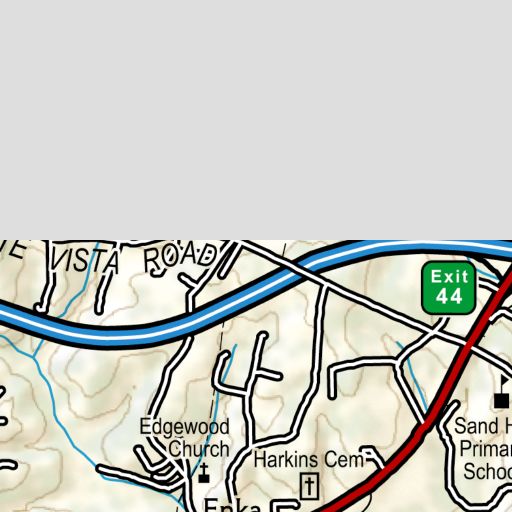 VISTA ROAD
Exit
44
Edgewood
Church
Harkins Cem
Sand H
Primar
Schoo
Enka